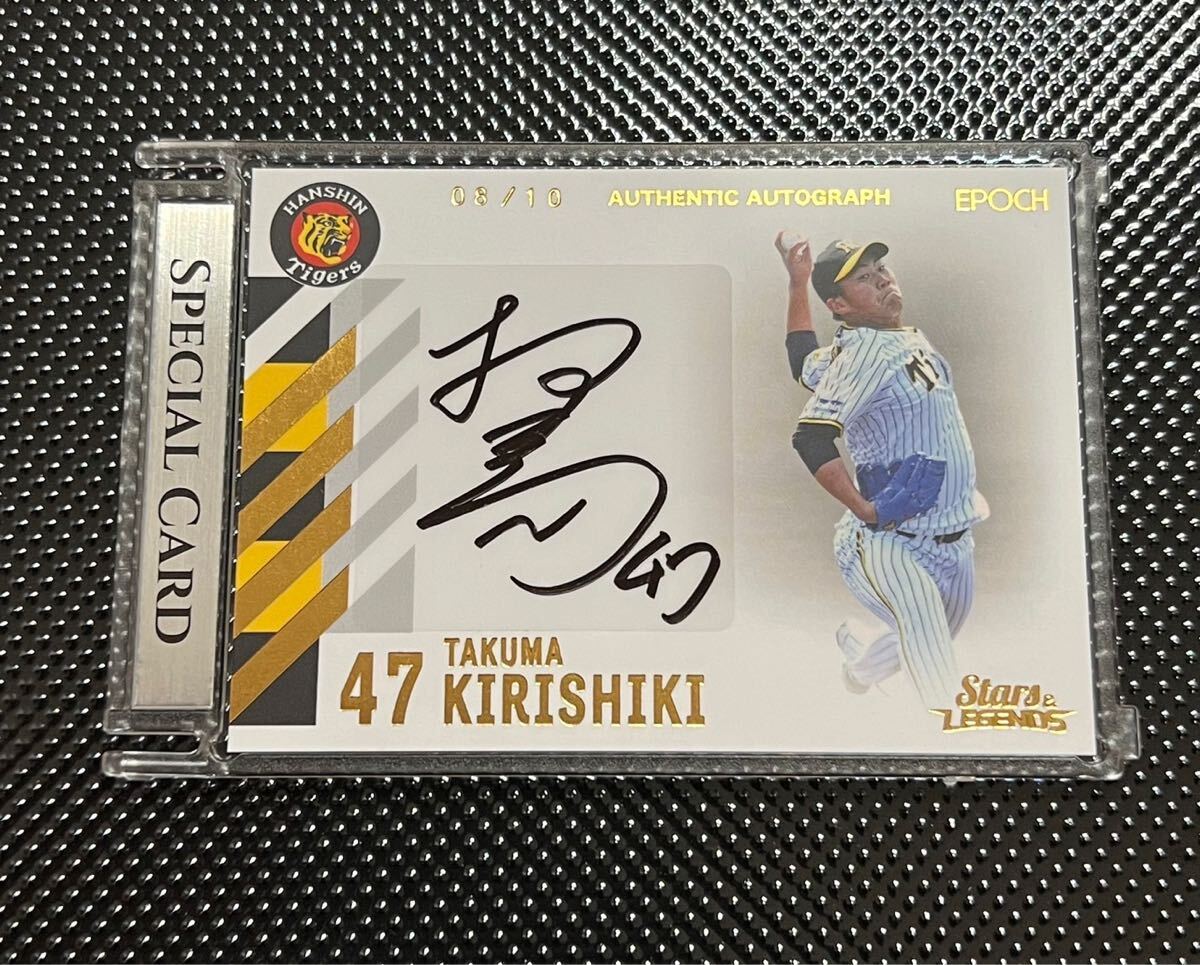 SPECIAL CARD
HANSHIN
Tigers
08/10
AUTHENTIC AUTOGRAPH
EPOCH
47
47
TAKUMA
KIRISHIKI
Stars &
LEGENDS